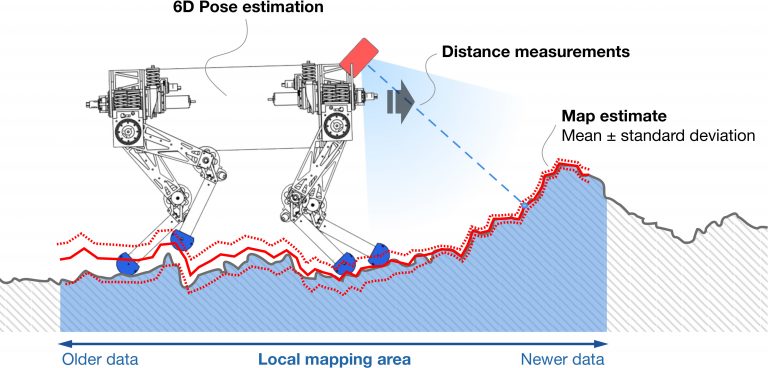 6D Pose estimation
Distance measurements
Map estimate
Mean ± standard deviation
Older data
Local mapping area
Newer data